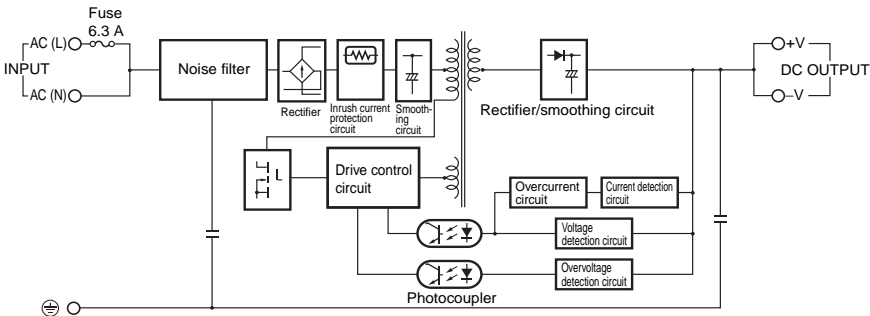 Fuse
6.3 A
AC (L)
INPUT
AC (N)
Noise filter
Rectifier
Inrush current
protection
circuit
Smooth-
ing
circuit
Rectifier/smoothing circuit
+V
DC OUTPUT
–V
Drive control
circuit
Overcurrent
circuit
Current detection
circuit
Voltage
detection circuit
Overvoltage
detection circuit
Photocoupler